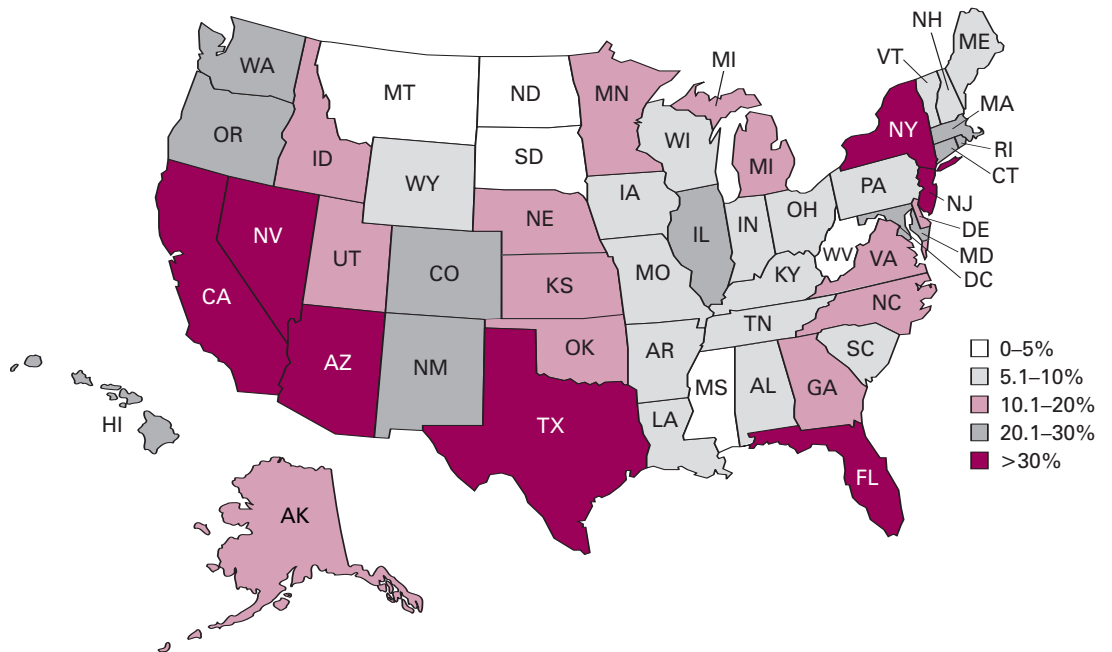 NH
ME
VT
WA
MI
MT
ND
MN
MA
OR
NY
WI
SD
RI
ID
MI
CT
WY
PA
IA
NJ
NE
OH
IN
DE
NV
IL
MD
UT
WV
VA
CO
MO
KY
DC
KS
CA
NC
TN
OK
SC
AZ
AR
NM
MS
AL
GA
LA
TX
HI
FL
AK
0–5%
5.1–10%
10.1–20%
20.1–30%
>30%